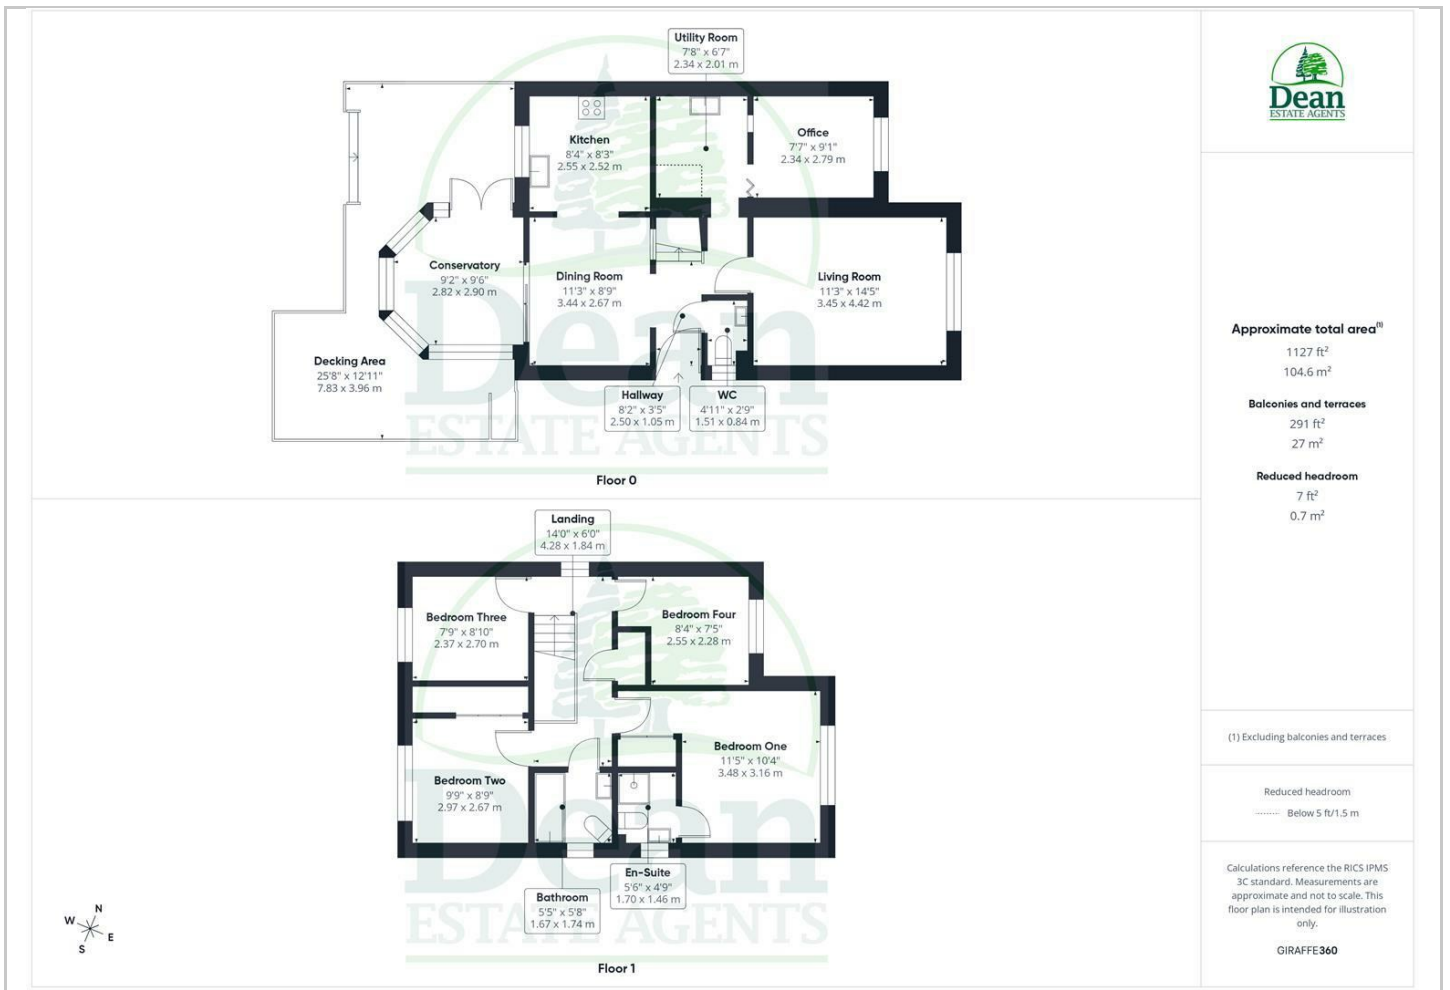 Utility Room
7'8" x 6'7"
2.34 x 2.01 m
Kitchen
8'4" x 8'3"
2.55 x 2.52 m
Office
7'7" x 9'1"
2.34 x 2.79 m
Conservatory
9'2" x 9'6"
2.82 x 2.90 m
Dining Room
11'3" x 8'9"
3.44 x 2.67 m
Living Room
11'3" x 14'5"
3.45 x 4.42 m
Decking Area
25'8" x 12'11"
7.83 x 3.96 m
Hallway
8'2" x 3'5"
2.50 x 1.05 m
WC
4'11" x 2'9"
1.51 x 0.84 m
Dean
ESTATE AGENTS
Floor 0
Landing
14'0" x 6'0"
4.28 x 1.84 m
Bedroom Three
7'9" x 8'10"
2.37 x 2.70 m
Bedroom Four
8'4" x 7'5"
2.55 x 2.28 m
Bedroom One
11'5" x 10'4"
3.48 x 3.16 m
Bedroom Two
9'9" x 8'9"
2.97 x 2.67 m
En-Suite
5'6" x 4'9"
1.70 x 1.46 m
Bathroom
5'5" x 5'8"
1.67 x 1.74 m
Dean
ESTATE AGENTS
N
W
E
S
Floor 1
Dean
ESTATE AGENTS
Approximate total area(1)
1127 ft²
104.6 m²
Balconies and terraces
291 ft²
27 m²
Reduced headroom
7 ft²
0.7 m²
(1) Excluding balconies and terraces
Reduced headroom
Below 5 ft/1.5 m
Calculations reference the RICS IPMS
3C standard. Measurements are
approximate and not to scale. This
floor plan is intended for illustration
only.
GIRAFFE360